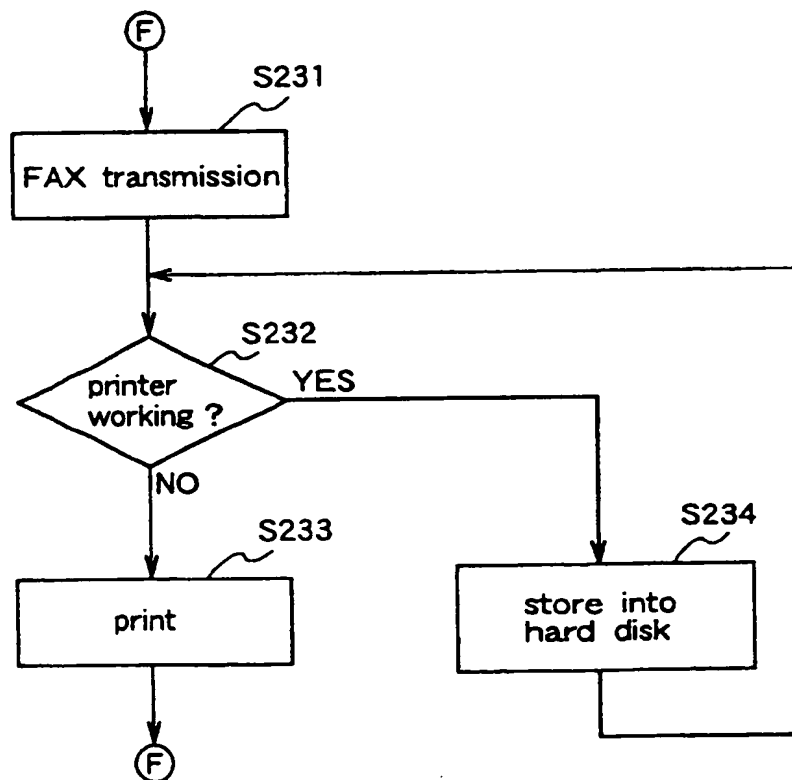 F
S231
FAX transmission
S232
printer
working ?
YES
NO
S233
print
S234
store into
hard disk
F